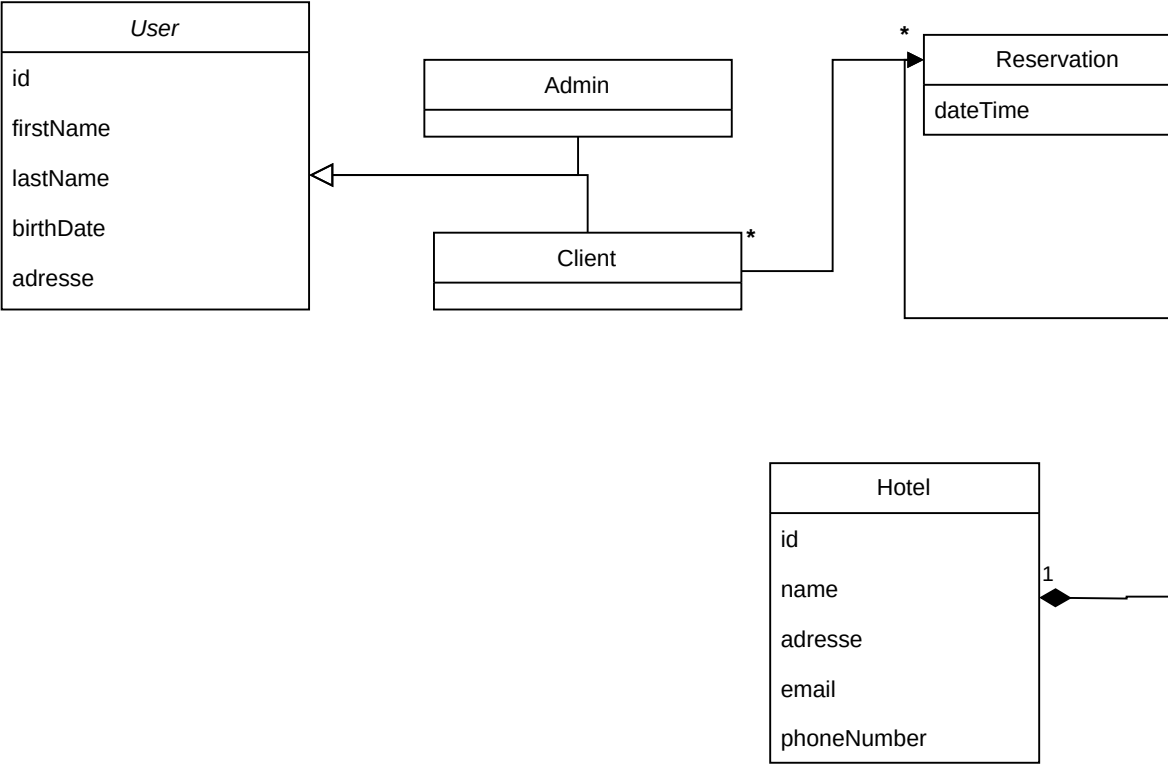 User
id
firstName
lastName
birthDate
adresse
Admin
Client
*
*
Reservation
dateTime
Hotel
id
name
adresse
email
phoneNumber
1